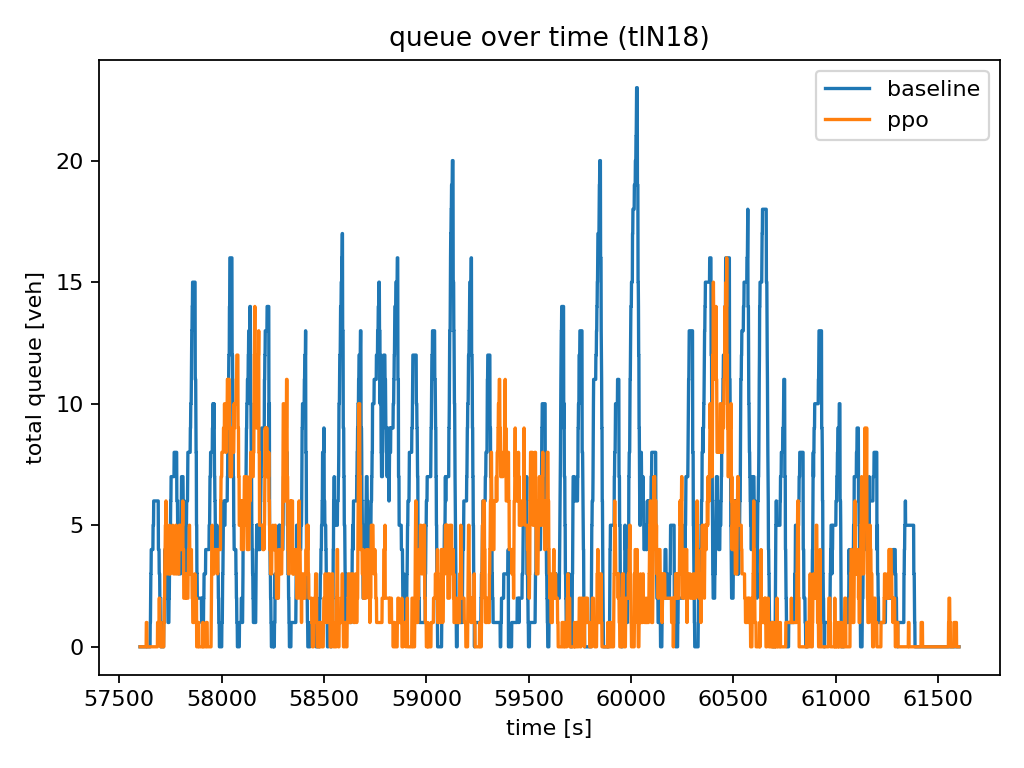 queue over time (tlN18)
baseline
ppo
total queue [veh]
20
15
10
5
0
57500 58000 58500 59000 59500 60000 60500 61000 61500
time [s]